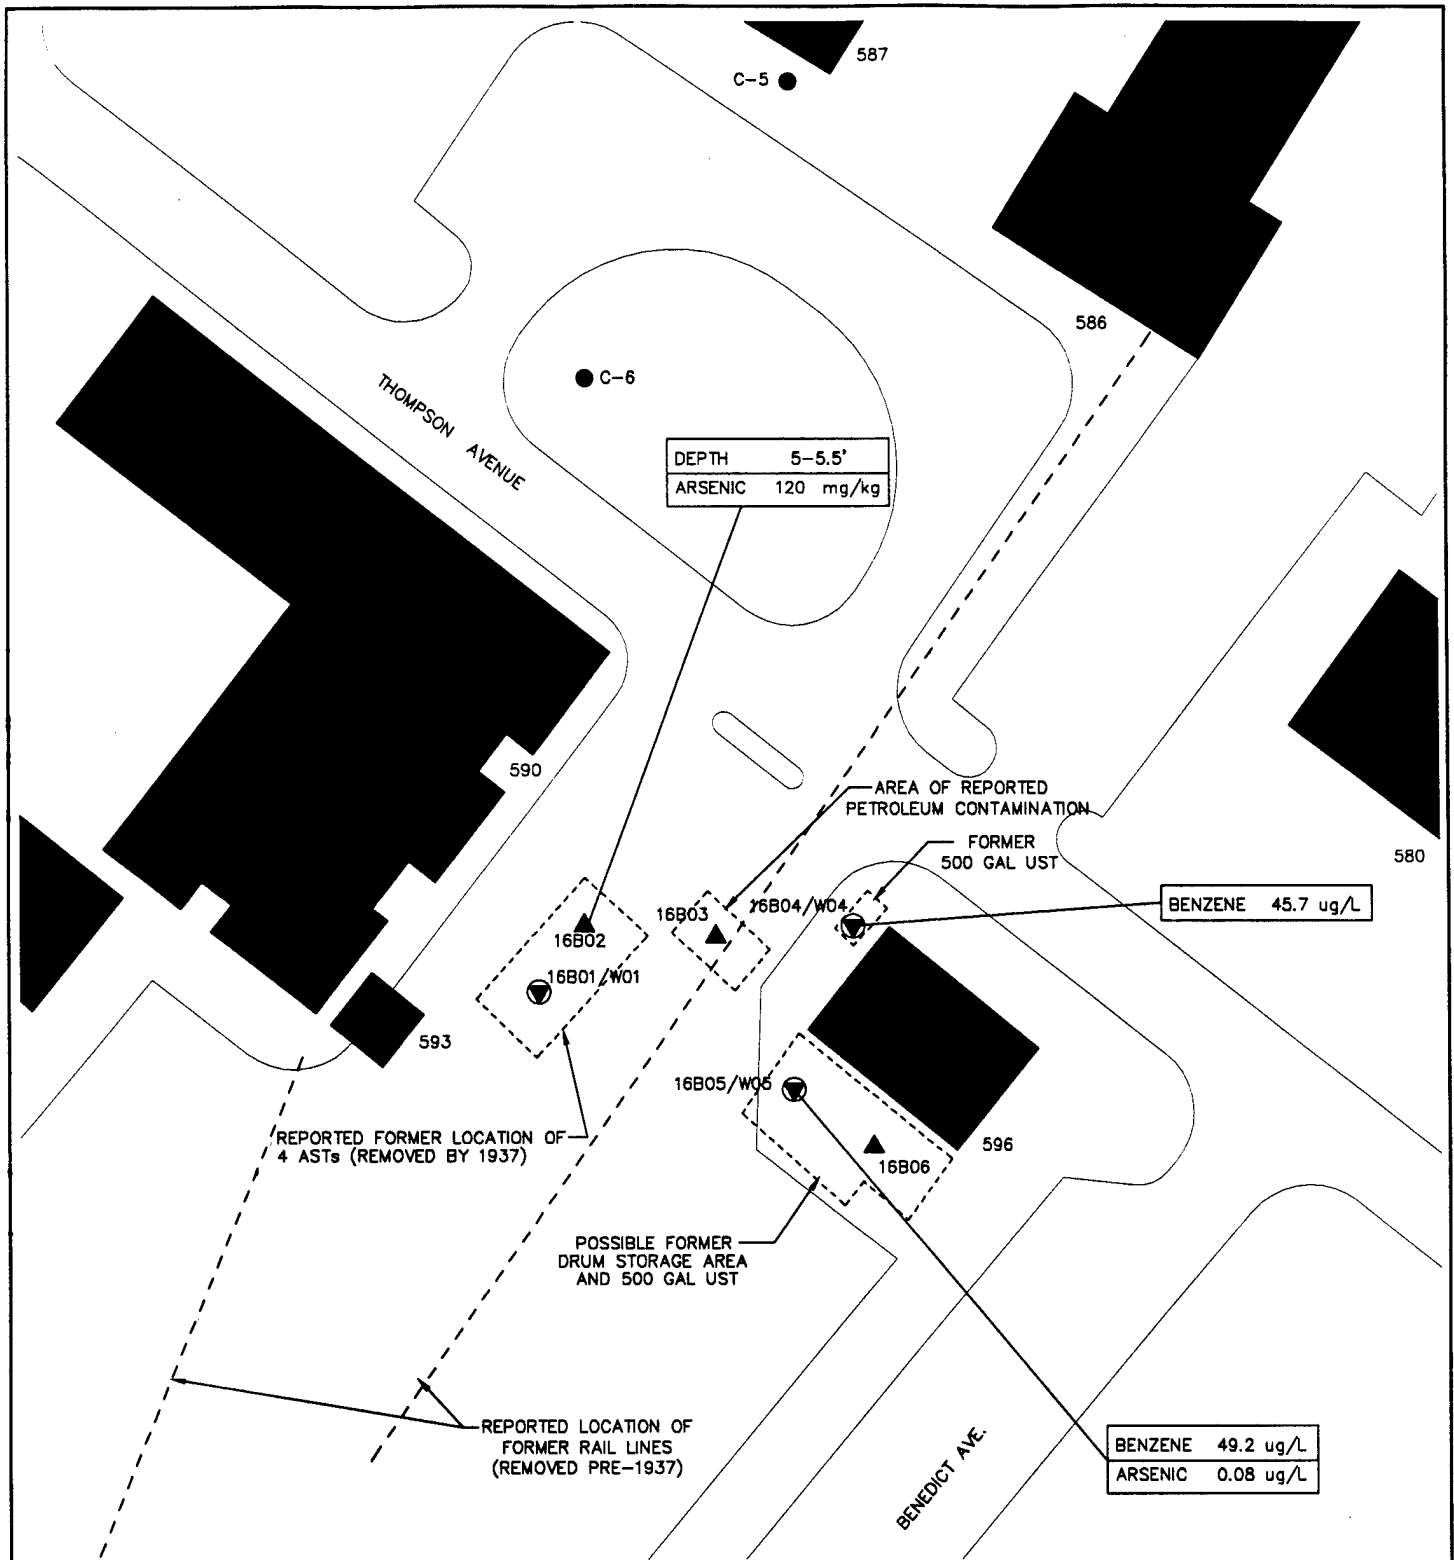 587
C-5
586
C-6
THOMPSON AVENUE
DEPTH 5-5.5'
ARSENIC 120 mg/kg
590
AREA OF REPORTED
PETROLEUM CONTAMINATION
FORMER
500 GAL UST
580
BENZENE 45.7 ug/L
16B03
16B04/W04
16B02
16B01/W01
593
16B05/W05
REPORTED FORMER LOCATION OF
4 ASTs (REMOVED BY 1937)
596
16B06
POSSIBLE FORMER
DRUM STORAGE AREA
AND 500 GAL UST
REPORTED LOCATION OF
FORMER RAIL LINES
(REMOVED PRE-1937)
BENEDICT AVE.
BENZENE 49.2 ug/L
ARSENIC 0.08 ug/L